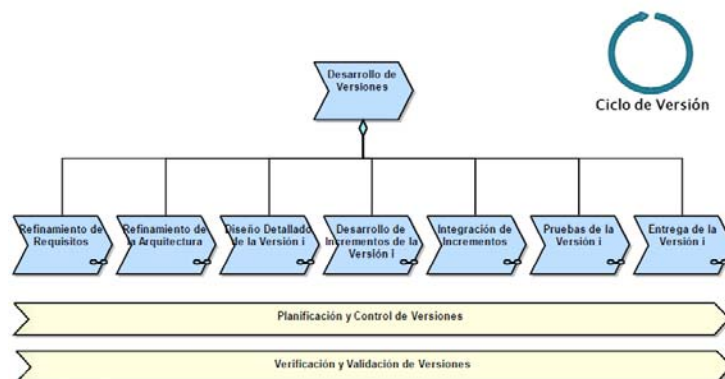 Desarrollo de
Versiones
Ciclo de Versión
Refinamiento de
Requisitos
Refinamiento de
la Arquitectura
Diseño Detallado
de la Versión i
Desarrollo de
Incrementos de la
Versión i
Integración de
Incrementos
Pruebas de la
Versión i
Entrega de la
Versión i
Planificación y Control de Versiones
Verificación y Validación de Versiones